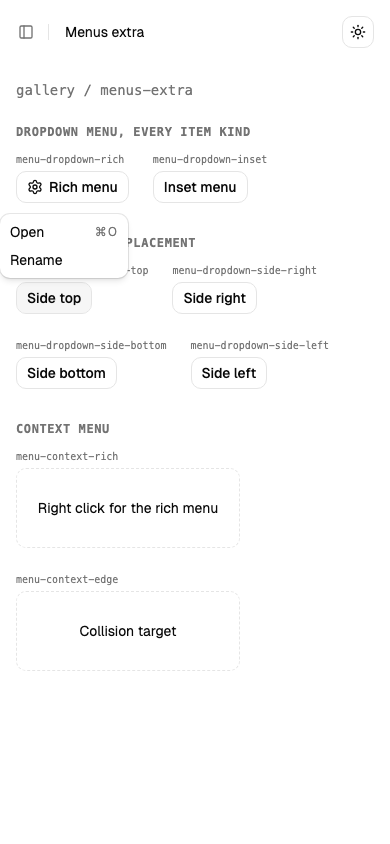 Menus extra
gallery / menus-extra
DROPDOWN MENU, EVERY ITEM KIND
menu-dropdown-rich menu-dropdown-inset
Rich menu Inset menu
Open ⌘O
Rename
menu-dropdown-side-right
Side top Side right
menu-dropdown-side-bottom menu-dropdown-side-left
Side bottom Side left
CONTEXT MENU
menu-context-rich
Right click for the rich menu
menu-context-edge
Collision target